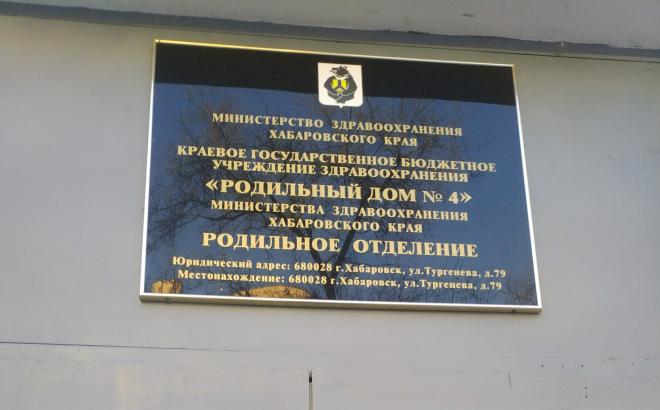 МИНИСТЕРСТВО ЗДРАВООХРАНЕНИЯ
ХАБАРОВСКОГО КРАЯ
КРАЕВОЕ ГОСУДАРСТВЕННОЕ БЮДЖЕТНОЕ
УЧРЕЖДЕНИЕ ЗДРАВООХРАНЕНИЯ
«РОДИЛЬНЫЙ ДОМ № 4»
МИНИСТЕРСТВА ЗДРАВООХРАНЕНИЯ
ХАБАРОВСКОГО КРАЯ
РОДИЛЬНОЕ ОТДЕЛЕНИЕ
Юридический адрес: 680028 г.Хабаровск, ул.Тургенева, д.79
Местонахождение: 680028 г.Хабаровск, ул.Тургенева, д.79